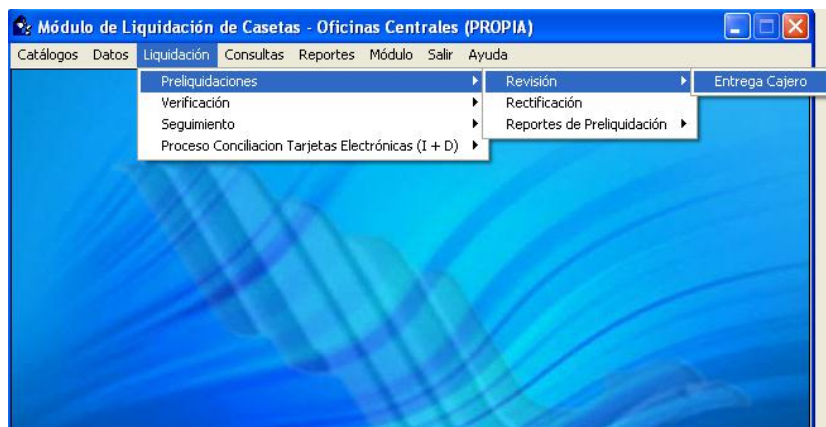 Módulo de Liquidación de Casetas - Oficinas Centrales (PROPIA)
Catálogos Datos Liquidación Consultas Reportes Módulo Salir Ayuda
Preliquidaciones Revisión Entrega Cajero
Verificación Rectificación
Seguimiento Reportes de Preliquidación
Proceso Conciliacion Tarjetas Electrónicas (I + D)